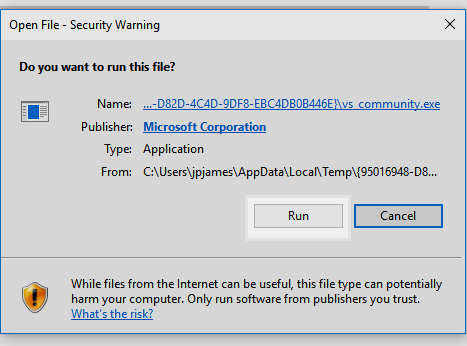 Open File - Security Warning
Do you want to run this file?
Name: ...-D82D-4C4D-9DF8-EBC4DB0B446E}\vs_community.exe
Publisher: Microsoft Corporation
Type: Application
From: C:\Users\jpjames\AppData\Local\Temp\{95016948-D8...
Run Cancel
While files from the Internet can be useful, this file type can potentially
harm your computer. Only run software from publishers you trust.
What's the risk?